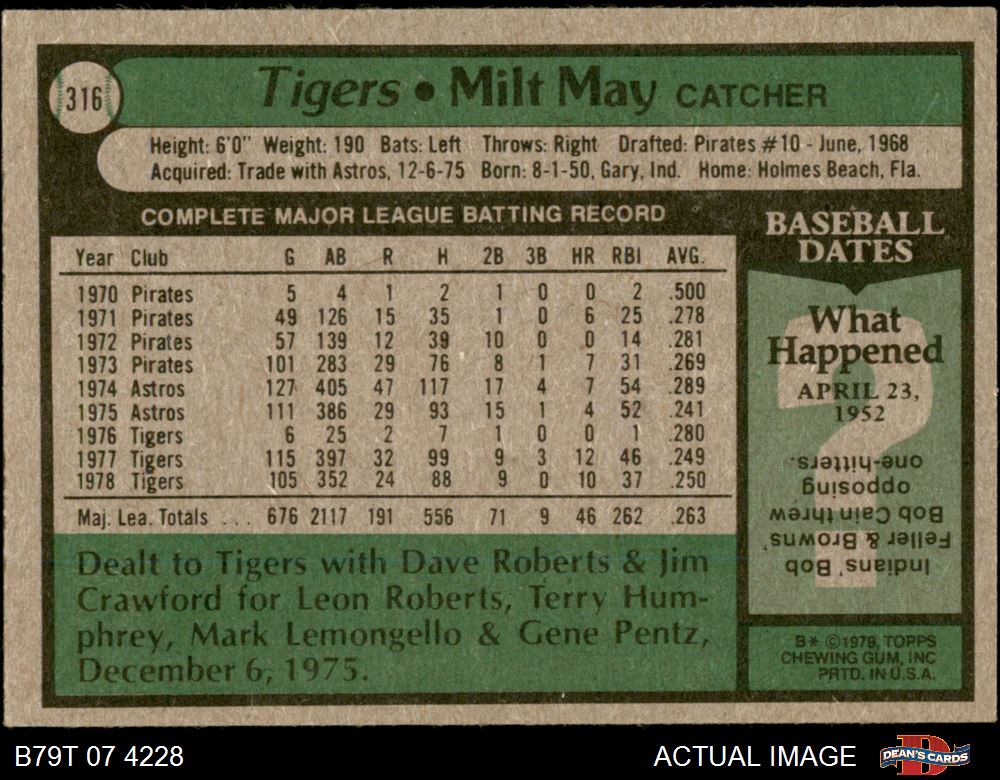 316
Tigers • Milt May CATCHER
Height: 6'0" Weight: 190 Bats: Left Throws: Right Drafted: Pirates #10 - June, 1968
Acquired: Trade with Astros, 12-6-75 Born: 8-1-50, Gary, Ind. Home: Holmes Beach, Fla.
COMPLETE MAJOR LEAGUE BATTING RECORD
Year Club G AB R H 2B 3B HR RBI AVG.
1970 Pirates 5 4 1 2 1 0 0 2 .500
1971 Pirates 49 126 15 35 1 0 6 25 .278
1972 Pirates 57 139 12 39 10 0 0 14 .281
1973 Pirates 101 283 29 76 8 1 7 31 .269
1974 Astros 127 405 47 117 17 4 7 54 .289
1975 Astros 111 386 29 93 15 1 4 52 .241
1976 Tigers 6 25 2 7 1 0 0 1 .280
1977 Tigers 115 397 32 99 9 3 12 46 .249
1978 Tigers 105 352 24 88 9 0 10 37 .250
Maj. Lea. Totals ... 676 2117 191 556 71 9 46 262 .263
Dealt to Tigers with Dave Roberts & Jim
Crawford for Leon Roberts, Terry Hum-
phrey, Mark Lemongello & Gene Pentz,
December 6, 1975.
BASEBALL
DATES
What
Happened
APRIL 23,
1952
?
Indians' Bob
Feller & Browns'
Bob Cain threw
opposing
one-hitters.
B* ©1979, TOPPS
CHEWING GUM, INC
PRTD. IN U.S.A.
B79T 07 4228
ACTUAL IMAGE
D
DEAN'S CARDS